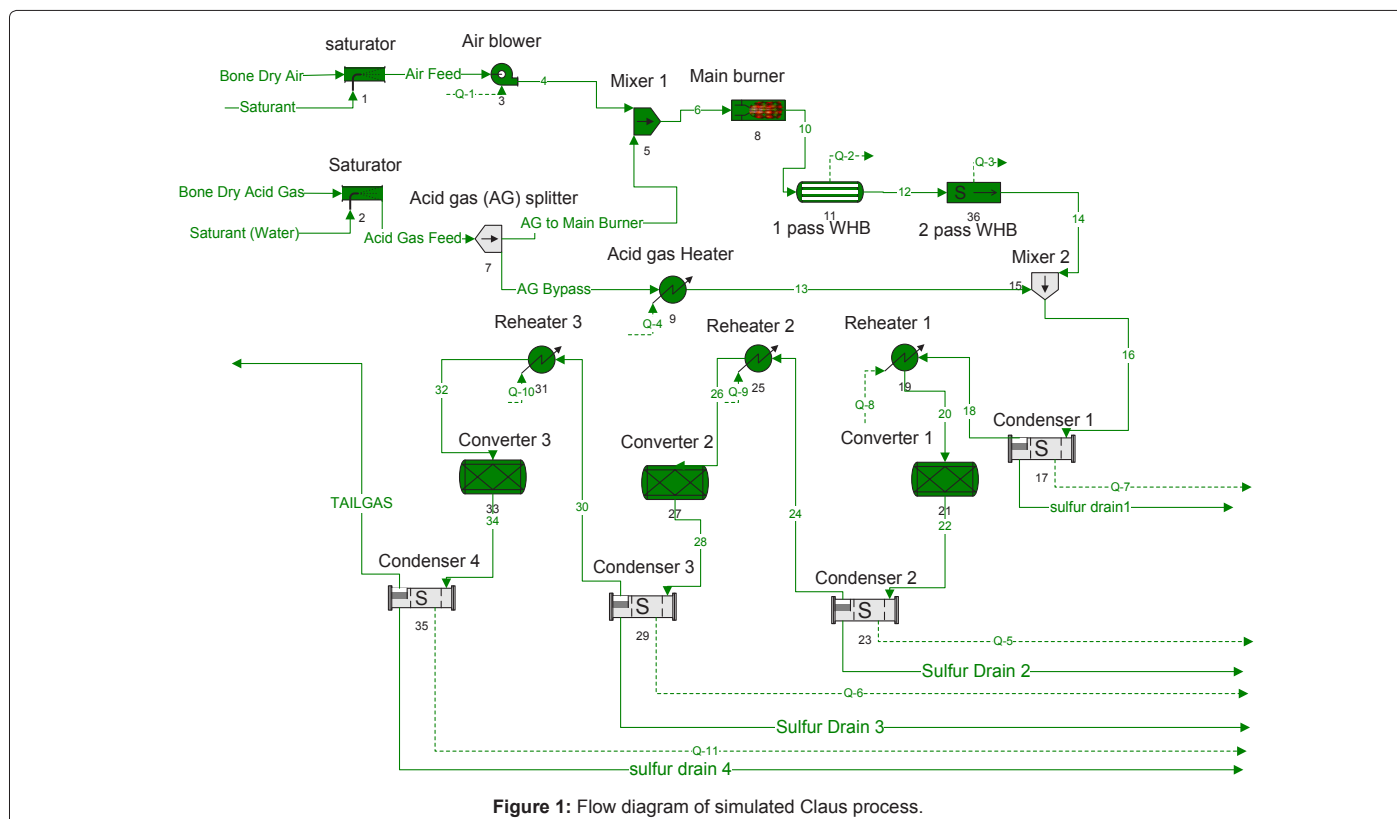 Air blower
saturator
Bone Dry Air
Air Feed
4
Mixer 1
Main burner
Q-1
3
1
Saturant
6
10
5
8
Saturator
Q-2
Q-3
Bone Dry Acid Gas
Acid gas (AG) splitter
12
S
11
36
14
2
AG to Main Burner
1 pass WHB
2 pass WHB
Saturant (Water)
Acid Gas Feed
7
Acid gas Heater
Mixer 2
AG Bypass
13
15
Q-4
9
Reheater 3
Reheater 2
Reheater 1
16
32
Q-10
31
26
Q-9
25
19
Q-8
20
18
Condenser 1
Converter 3
Converter 2
Converter 1
S
17
Q-7
TAILGAS
33
30
27
24
21
sulfur drain1
34
28
22
Condenser 4
Condenser 3
Condenser 2
S
S
S
35
29
23
Q-5
Sulfur Drain 2
Q-6
Sulfur Drain 3
Q-11
sulfur drain 4
Figure 1: Flow diagram of simulated Claus process.